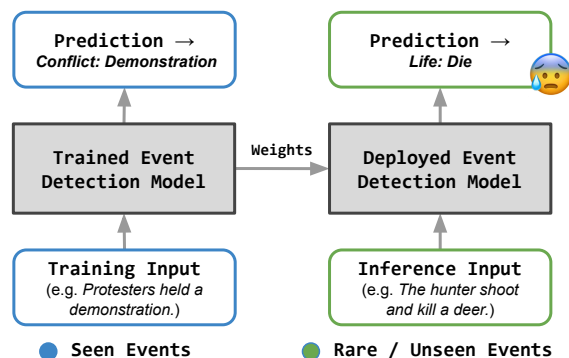 Prediction →
Conflict: Demonstration
Prediction →
Life: Die
Trained Event
Detection Model
Weights
Deployed Event
Detection Model
Training Input
(e.g. Protesters held a
demonstration.)
Inference Input
(e.g. The hunter shoot
and kill a deer.)
Seen Events
Rare / Unseen Events